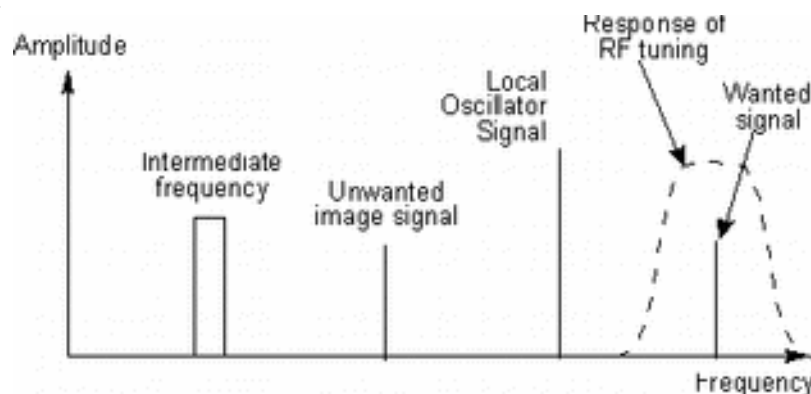 Response of
RF tuning
Amplitude
Local
Oscillator
Signal
Wanted
signal
Intermediate
frequency
Unwanted
image signal
Frequency